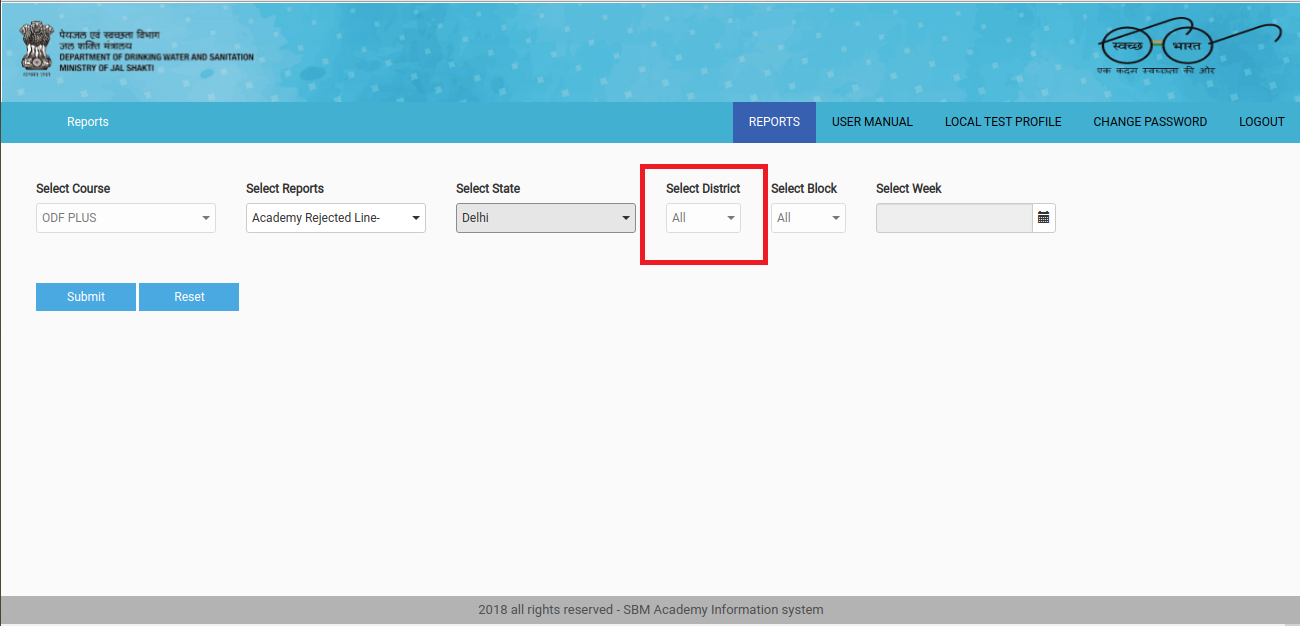 पेयजल एवं स्वच्छता विभाग
जल शक्ति मंत्रालय
DEPARTMENT OF DRINKING WATER AND SANITATION
MINISTRY OF JAL SHAKTI
सत्यमेव जयते
स्वच्छ भारत
एक कदम स्वच्छता की ओर
Reports
REPORTS USER MANUAL LOCAL TEST PROFILE CHANGE PASSWORD LOGOUT
Select Course Select Reports Select State Select District Select Block Select Week
ODF PLUS Academy Rejected Line- Delhi All All
Submit Reset
2018 all rights reserved - SBM Academy Information system